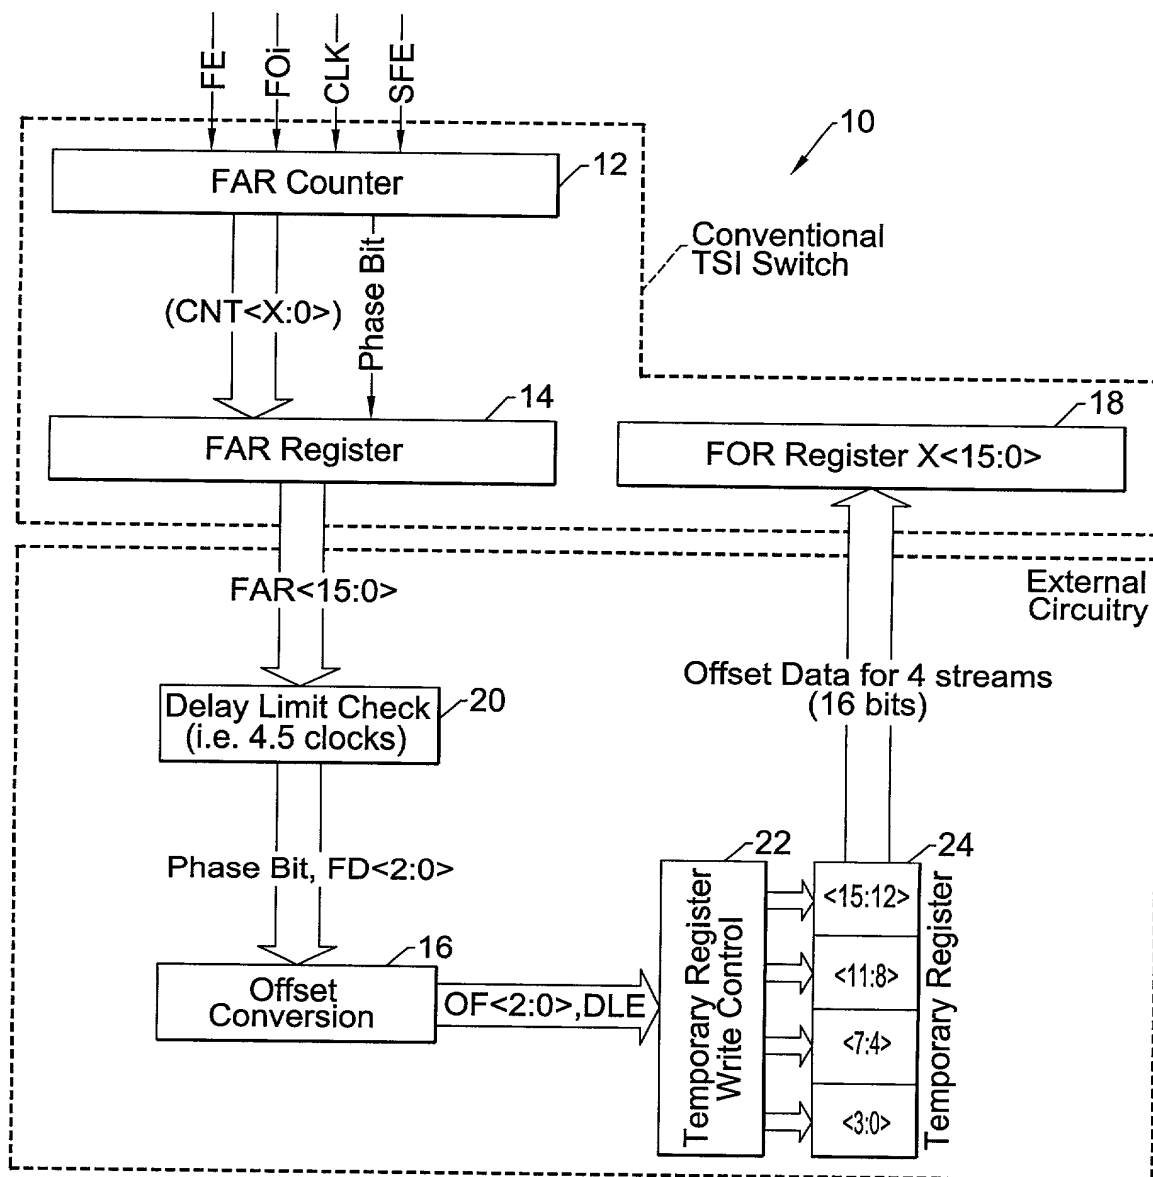 FE
FOi
CLK
SFE
10
FAR Counter
12
Conventional
TSI Switch
(CNT<X:0>)
Phase Bit
14
FAR Register
18
FOR Register X<15:0>
FAR<15:0>
External
Circuitry
Delay Limit Check
(i.e. 4.5 clocks)
20
Offset Data for 4 streams
(16 bits)
Phase Bit, FD<2:0>
16
Offset
Conversion
OF<2:0>,DLE
22
Temporary Register
Write Control
24
<15:12>
<11:8>
<7:4>
<3:0>
Temporary Register